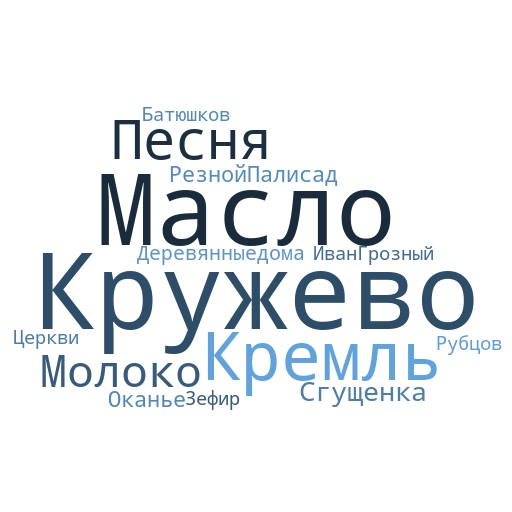 Батюшков
Песня
РезнойПалисад
Масло
Деревянныедома ИванГрозный
Кружево
Церкви Кремль Рубцов
Молоко Сгущенка
Оканье Зефир